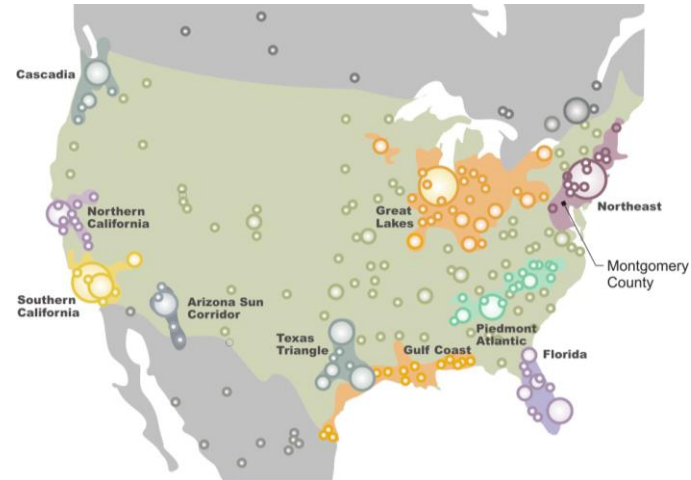 Cascadia
Northern
California
Great
Lakes
Northeast
Montgomery
County
Southern
California
Arizona Sun
Corridor
Texas
Triangle
Gulf Coast
Piedmont
Atlantic
Florida